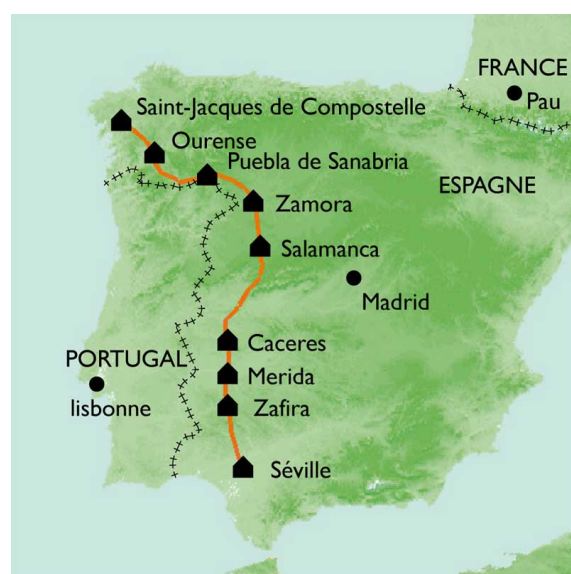 FRANCE
Pau
Saint-Jacques de Compostelle
Ourense
Puebla de Sanabria
ESPAGNE
Zamora
Salamanca
Madrid
Caceres
PORTUGAL
Merida
lisbonne
Zafira
Séville